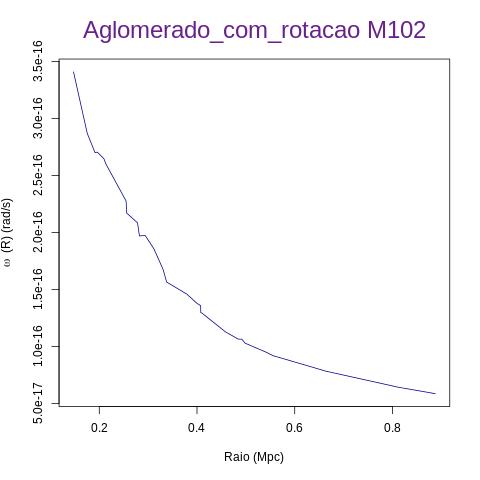 Aglomerado_com_rotacao M102
ω (R) (rad/s)
3.5e-16
3.0e-16
2.5e-16
2.0e-16
1.5e-16
1.0e-16
5.0e-17
0.2 0.4 0.6 0.8
Raio (Mpc)